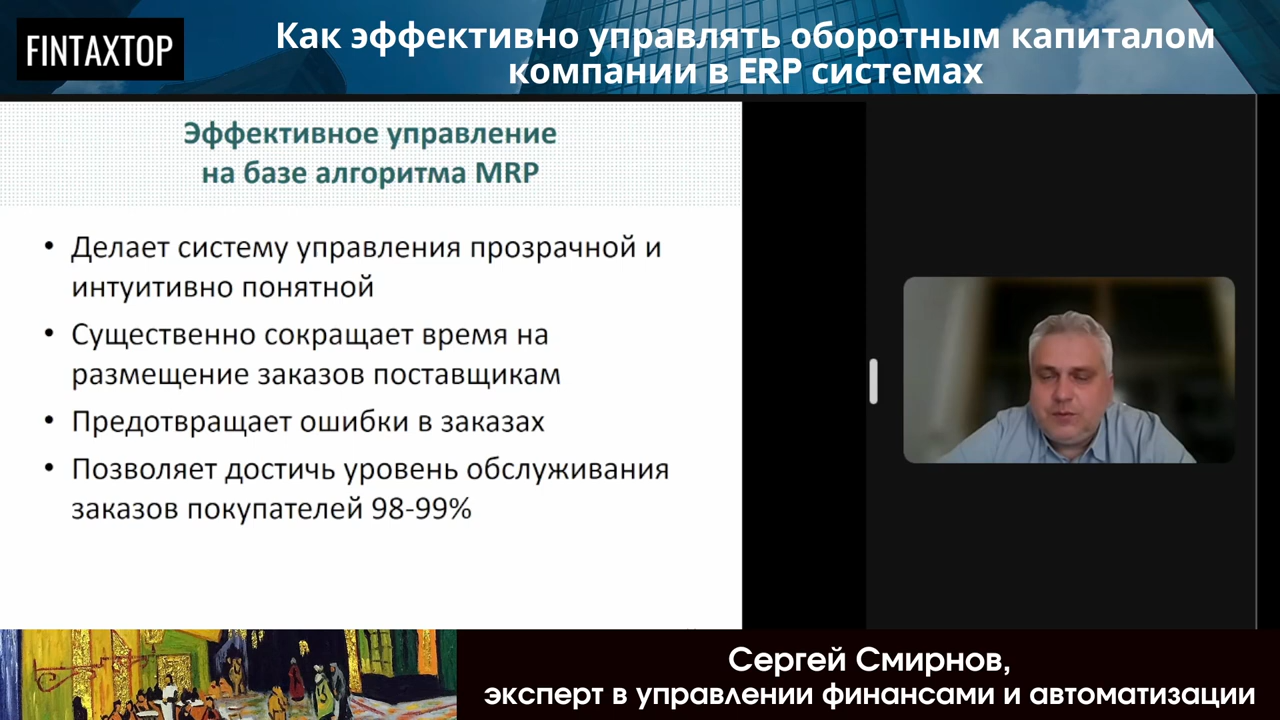 FINTAXTOP
Как эффективно управлять оборотным капиталом
компании в ERP системах
Эффективное управление
на базе алгоритма MRP
• Делает систему управления прозрачной и
интуитивно понятной
• Существенно сокращает время на
размещение заказов поставщикам
• Предотвращает ошибки в заказах
• Позволяет достичь уровень обслуживания
заказов покупателей 98-99%
Сергей Смирнов,
эксперт в управлении финансами и автоматизации